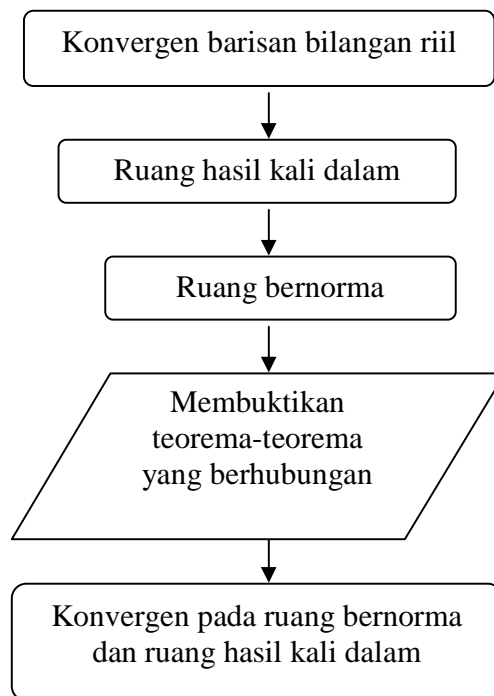 Konvergen barisan bilangan riil
Ruang hasil kali dalam
Ruang bernorma
Membuktikan
teorema-teorema
yang berhubungan
Konvergen pada ruang bernorma
dan ruang hasil kali dalam